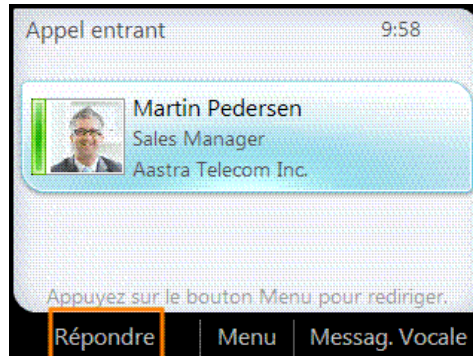 Appel entrant 9:58
Martin Pedersen
Sales Manager
Aastra Telecom Inc.
Appuyez sur le bouton Menu pour rediriger.
Répondre Menu Messag. Vocale